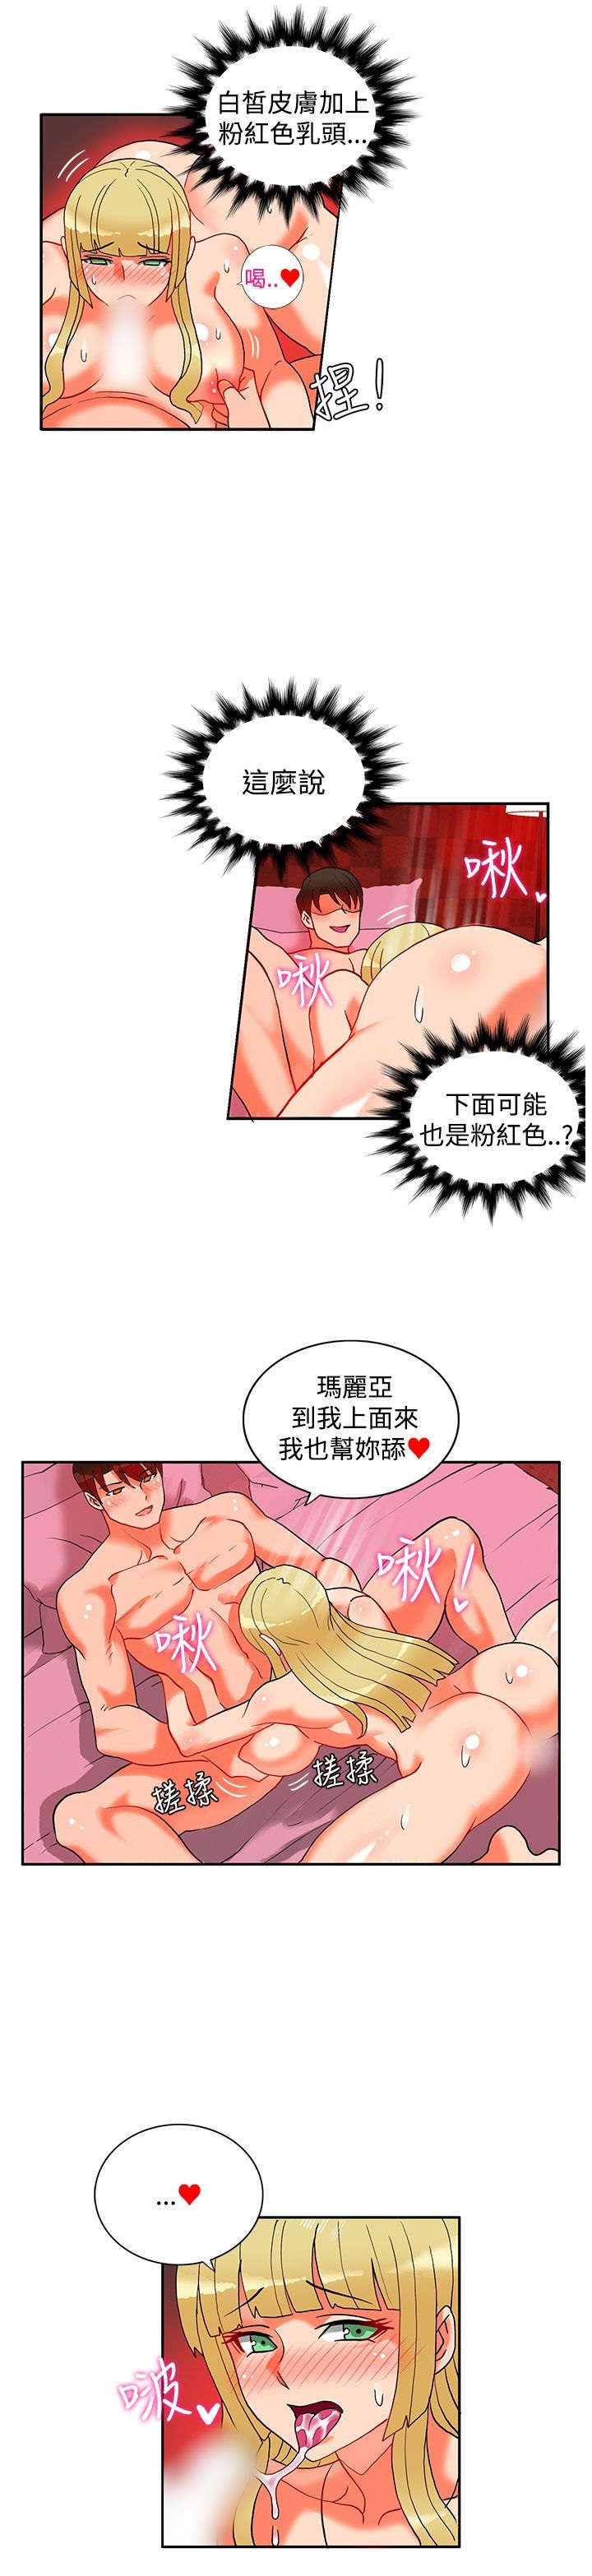 白皙皮膚加上
粉紅色乳頭...
喝..♥
捏!
這麼說
啾
啾
下面可能
也是粉紅色..?
瑪麗亞
到我上面來
我也幫妳舔♥
啾!
啾
搓揉
搓揉
...♥
啵